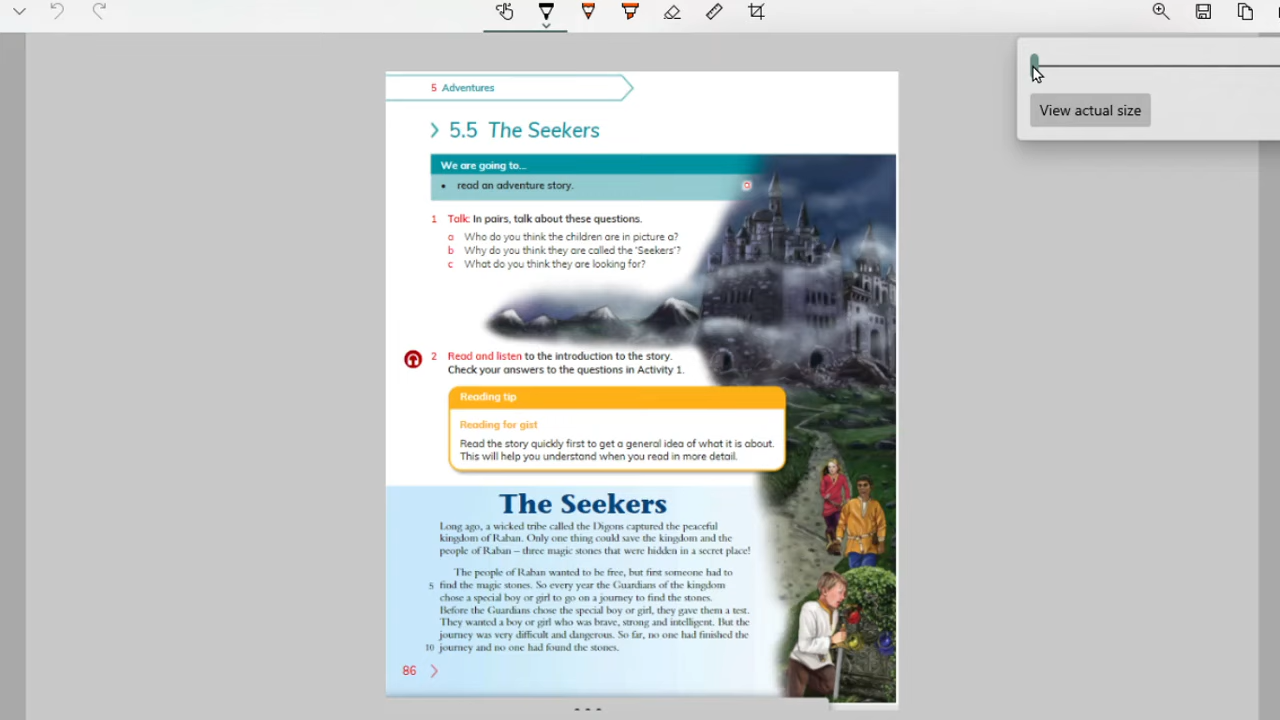 View actual size
5 Adventures
5.5 The Seekers
We are going to...
• read an adventure story.
1 Talk: In pairs, talk about these questions.
a Who do you think the children are in picture a?
b Why do you think they are called the 'Seekers'?
c What do you think they are looking for?
2 Read and listen to the introduction to the story.
Check your answers to the questions in Activity 1.
Reading tip
Reading for gist
Read the story quickly first to get a general idea of what it is about.
This will help you understand when you read in more detail.
The Seekers
Long ago, a wicked tribe called the Digons captured the peaceful
kingdom of Raban. Only one thing could save the kingdom and the
people of Raban – three magic stones that were hidden in a secret place!
The people of Raban wanted to be free, but first someone had to
5 find the magic stones. So every year the Guardians of the kingdom
chose a special boy or girl to go on a journey to find the stones.
Before the Guardians chose the special boy or girl, they gave them a test.
They wanted a boy or girl who was brave, strong and intelligent. But the
journey was very difficult and dangerous. So far, no one had finished the
10 journey and no one had found the stones.
86